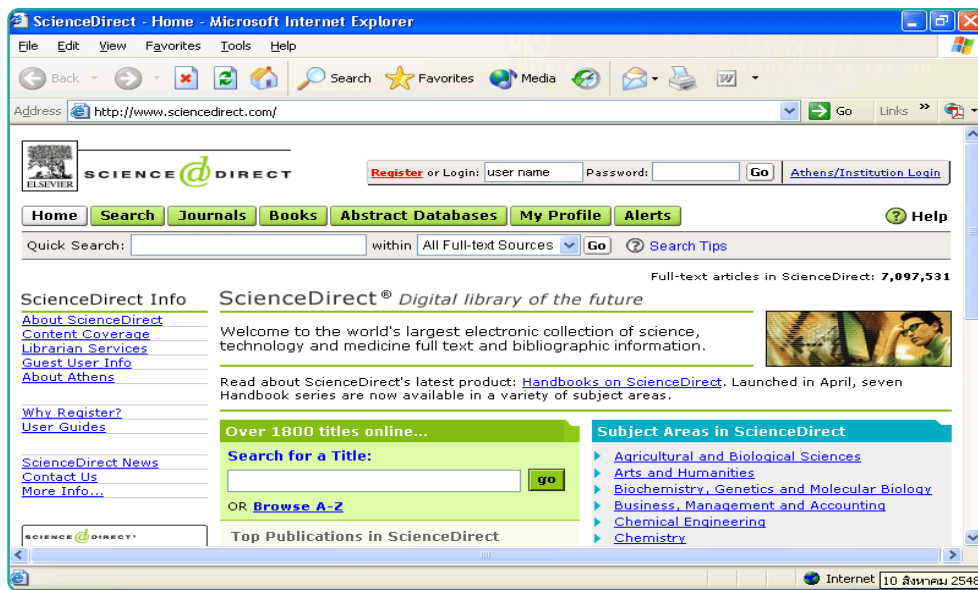 ScienceDirect - Home - Microsoft Internet Explorer
File Edit View Favorites Tools Help
Back Search Favorites Media
Address http://www.sciencedirect.com/ Go Links »
ELSEVIER SCIENCE @ DIRECT
Register or Login: user name Password: Go Athens/Institution Login
Home Search Journals Books Abstract Databases My Profile Alerts ? Help
Quick Search: within All Full-text Sources Go ? Search Tips
Full-text articles in ScienceDirect: 7,097,531
ScienceDirect Info
About ScienceDirect
Content Coverage
Librarian Services
Guest User Info
About Athens
Why Register?
User Guides
ScienceDirect News
Contact Us
More Info...
SCIENCE @ DIRECT
ScienceDirect® Digital library of the future
Welcome to the world's largest electronic collection of science,
technology and medicine full text and bibliographic information.
Read about ScienceDirect's latest product: Handbooks on ScienceDirect. Launched in April, seven
Handbook series are now available in a variety of subject areas.
Over 1800 titles online...
Search for a Title:
go
OR Browse A-Z
Top Publications in ScienceDirect
Subject Areas in ScienceDirect
Agricultural and Biological Sciences
Arts and Humanities
Biochemistry, Genetics and Molecular Biology
Business, Management and Accounting
Chemical Engineering
Chemistry
Internet 10 สิงหาคม 2548